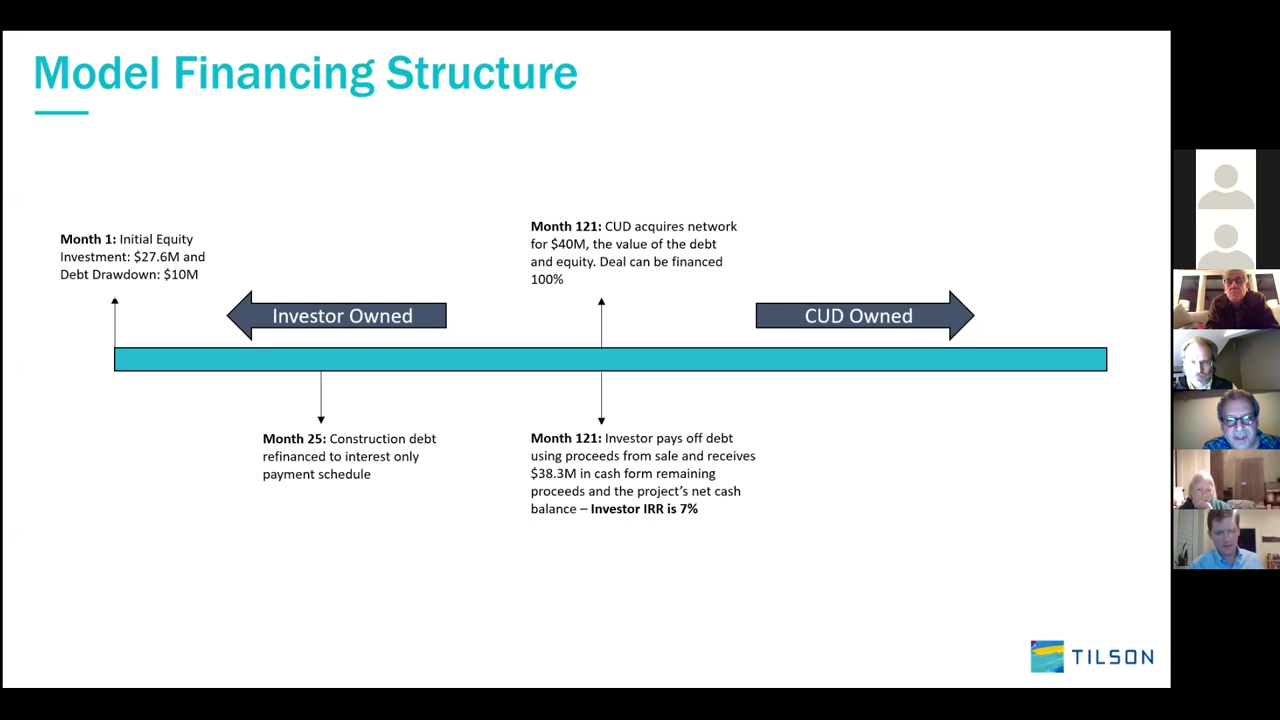 Model Financing Structure
Month 1: Initial Equity
Investment: $27.6M and
Debt Drawdown: $10M
Month 121: CUD acquires network
for $40M, the value of the debt
and equity. Deal can be financed
100%
Investor Owned
CUD Owned
Month 25: Construction debt
refinanced to interest only
payment schedule
Month 121: Investor pays off debt
using proceeds from sale and receives
$38.3M in cash form remaining
proceeds and the project's net cash
balance – Investor IRR is 7%
TILSON